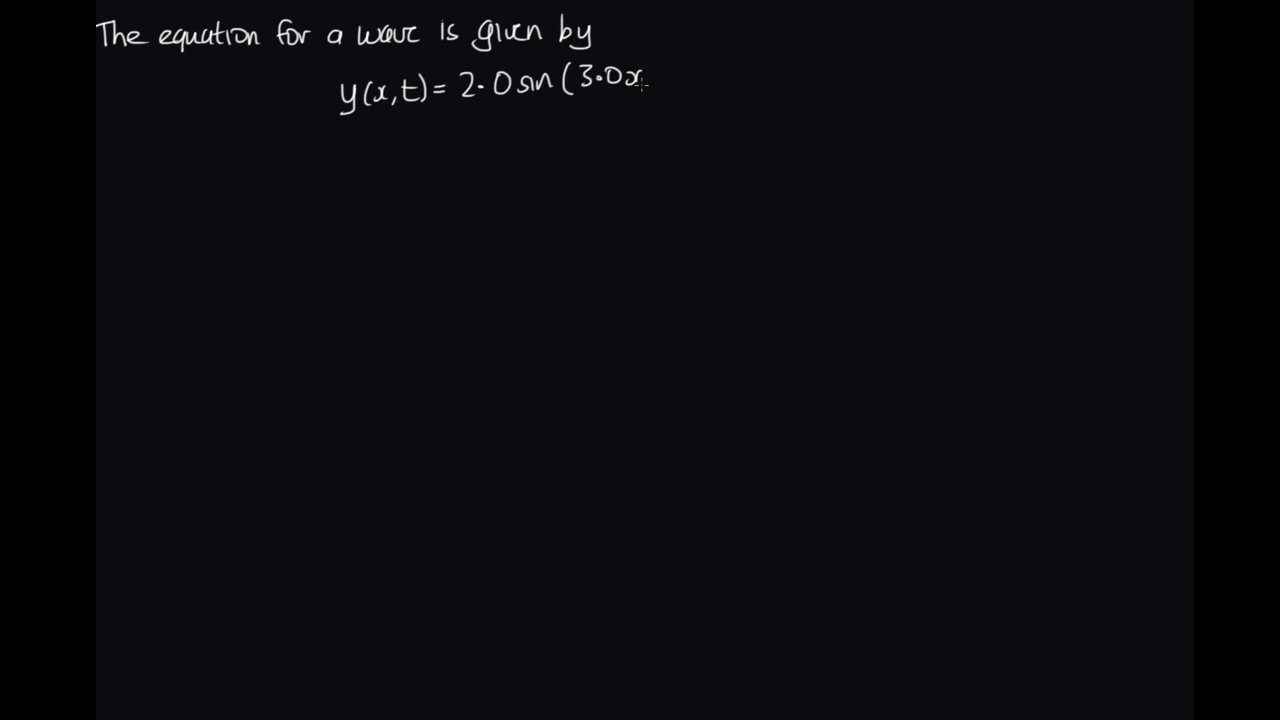 The equation for a wave is given by
y(x,t) = 2.0 sin (3.0x